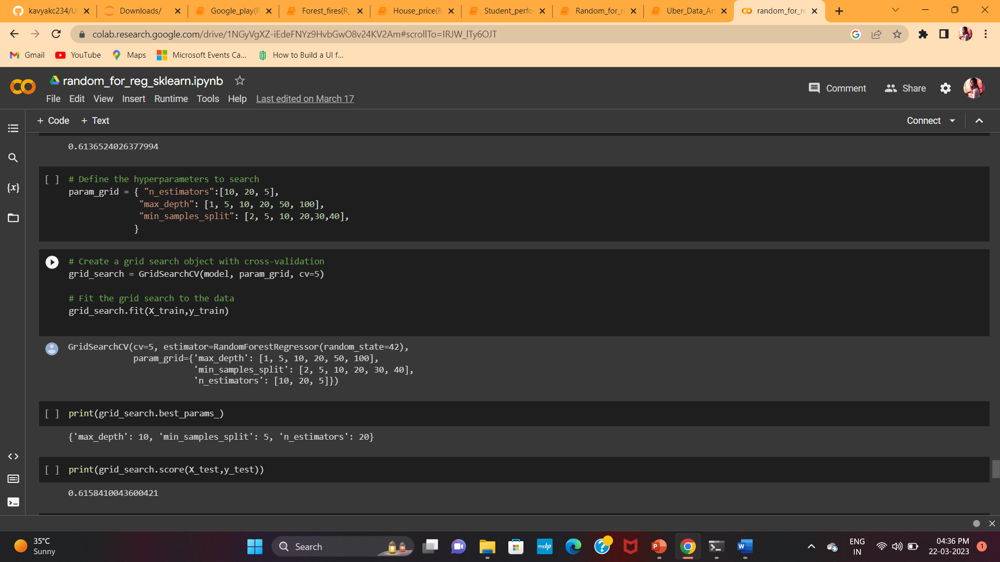 kavyakc234/U
Downloads/
Google_play(R
Forest_fires(R_
House_price(R
Student_perfo
Random_for_r
Uber_Data_An
random_for_re
colab.research.google.com/drive/1NGyVgXZ-iEdeFNYz9HvbGwO8v24KV2Am#scrollTo=IRJW_lTy6OJT
Gmail
YouTube
Maps
Microsoft Events Ca...
How to Build a UI f...
random_for_reg_sklearn.ipynb
Comment
Share
File Edit View Insert Runtime Tools Help Last edited on March 17
+ Code + Text
Connect
0.6136524026377994
[ ] # Define the hyperparameters to search
param_grid = { "n_estimators":[10, 20, 5],
"max_depth": [1, 5, 10, 20, 50, 100],
"min_samples_split": [2, 5, 10, 20,30,40],
}
# Create a grid search object with cross-validation
grid_search = GridSearchCV(model, param_grid, cv=5)
# Fit the grid search to the data
grid_search.fit(X_train,y_train)
GridSearchCV(cv=5, estimator=RandomForestRegressor(random_state=42),
param_grid={'max_depth': [1, 5, 10, 20, 50, 100],
'min_samples_split': [2, 5, 10, 20, 30, 40],
'n_estimators': [10, 20, 5]})
[ ] print(grid_search.best_params_)
{'max_depth': 10, 'min_samples_split': 5, 'n_estimators': 20}
[ ] print(grid_search.score(X_test,y_test))
0.6158410043600421
35°C
Sunny
Search
myhp
ENG
IN
04:36 PM
22-03-2023
1